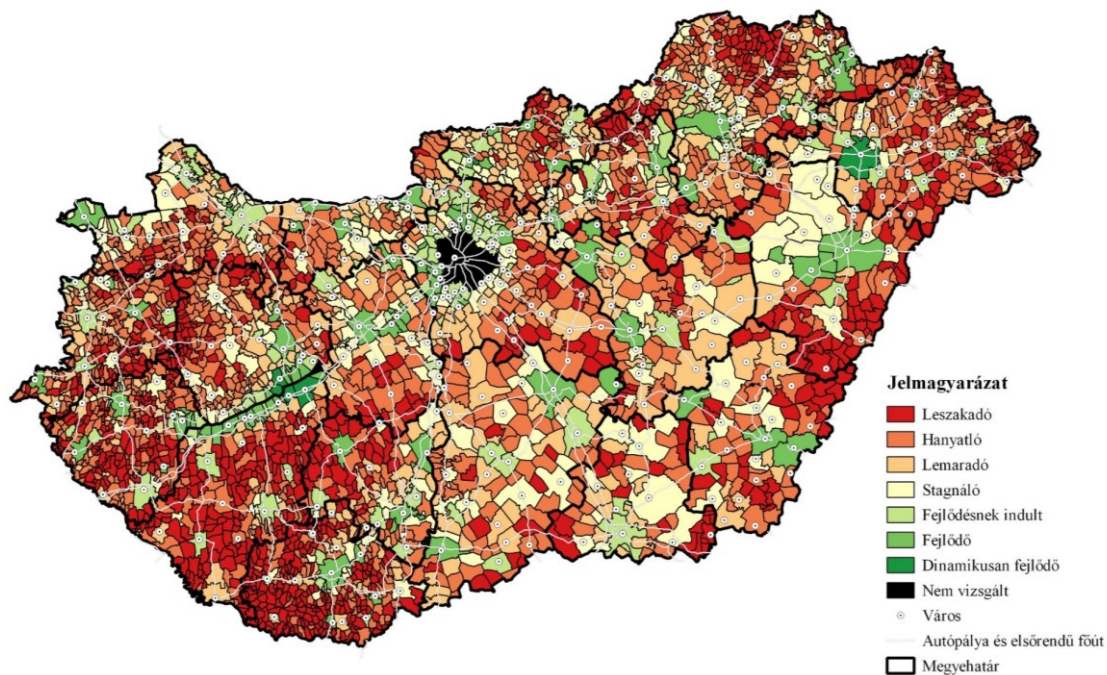 Jelmagyarázat
Leszakadó
Hanyatló
Lemaradó
Stagnáló
Fejlődésnek indult
Fejlődő
Dinamikusan fejlődő
Nem vizsgált
Város
Autópálya és elsőrendű főút
Megyehatár